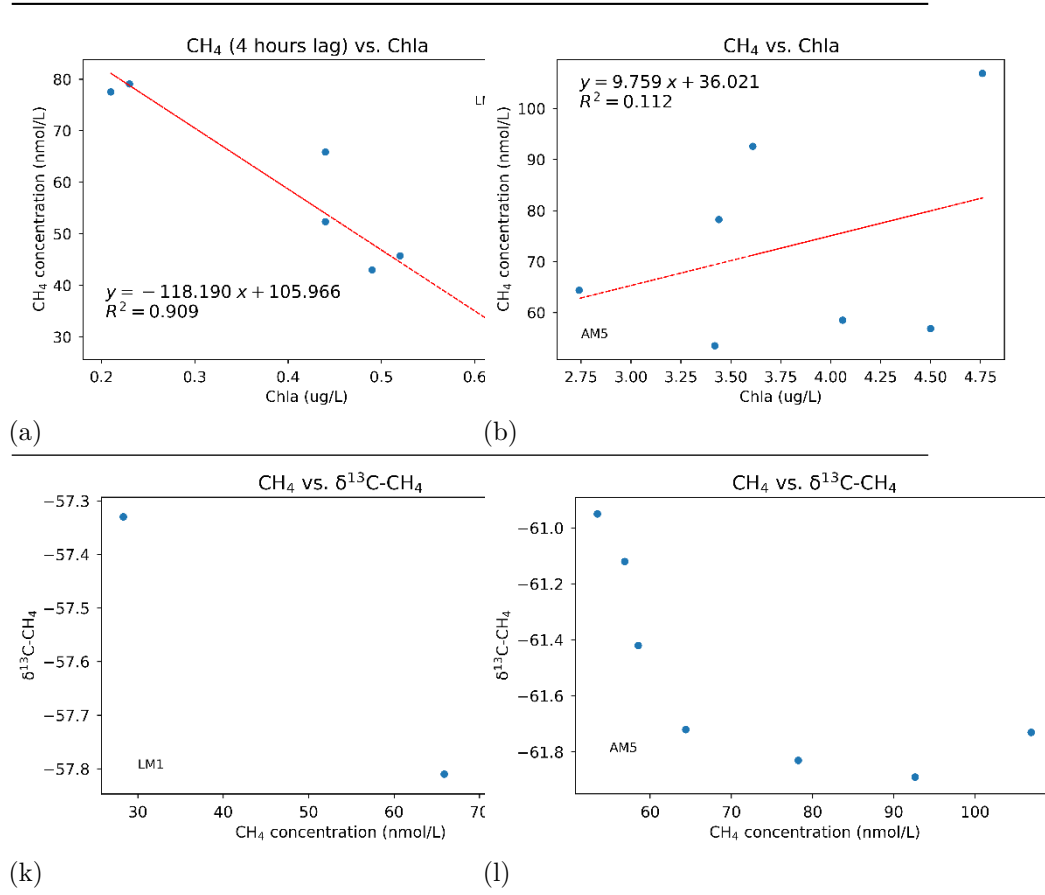 CH₄ (4 hours lag) vs. Chla
CH₄ concentration (nmol/L)
80
70
60
50
40
30
LM
y = −118.190 x + 105.966
R² = 0.909
0.2
0.3
0.4
0.5
0.6
Chla (ug/L)
(a)
CH₄ vs. Chla
CH₄ concentration (nmol/L)
100
90
80
70
60
y = 9.759 x + 36.021
R² = 0.112
AM5
2.75 3.00 3.25 3.50 3.75 4.00 4.25 4.50 4.75
Chla (ug/L)
(b)
CH₄ vs. δ¹³C-CH₄
δ¹³C-CH₄
−57.3
−57.4
−57.5
−57.6
−57.7
−57.8
LM1
30 40 50 60 70
CH₄ concentration (nmol/L)
(k)
CH₄ vs. δ¹³C-CH₄
δ¹³C-CH₄
−61.0
−61.2
−61.4
−61.6
−61.8
AM5
60 70 80 90 100
CH₄ concentration (nmol/L)
(l)